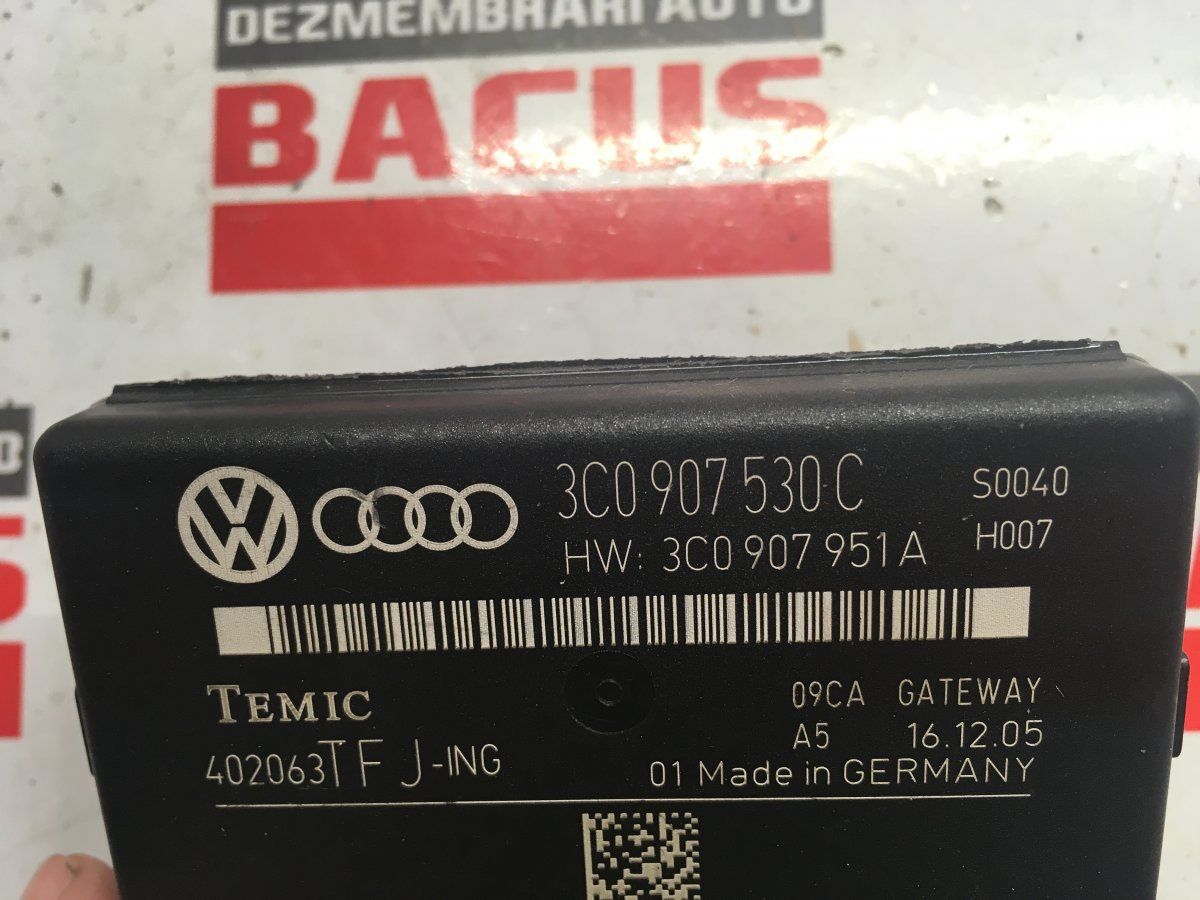 DEZMEMBRARI AUTO
BACUS
3C0 907 530 C
S0040
HW: 3C0 907 951 A
H007
TEMIC
09CA GATEWAY
A5 16.12.05
402063TF J-ING
01 Made in GERMANY